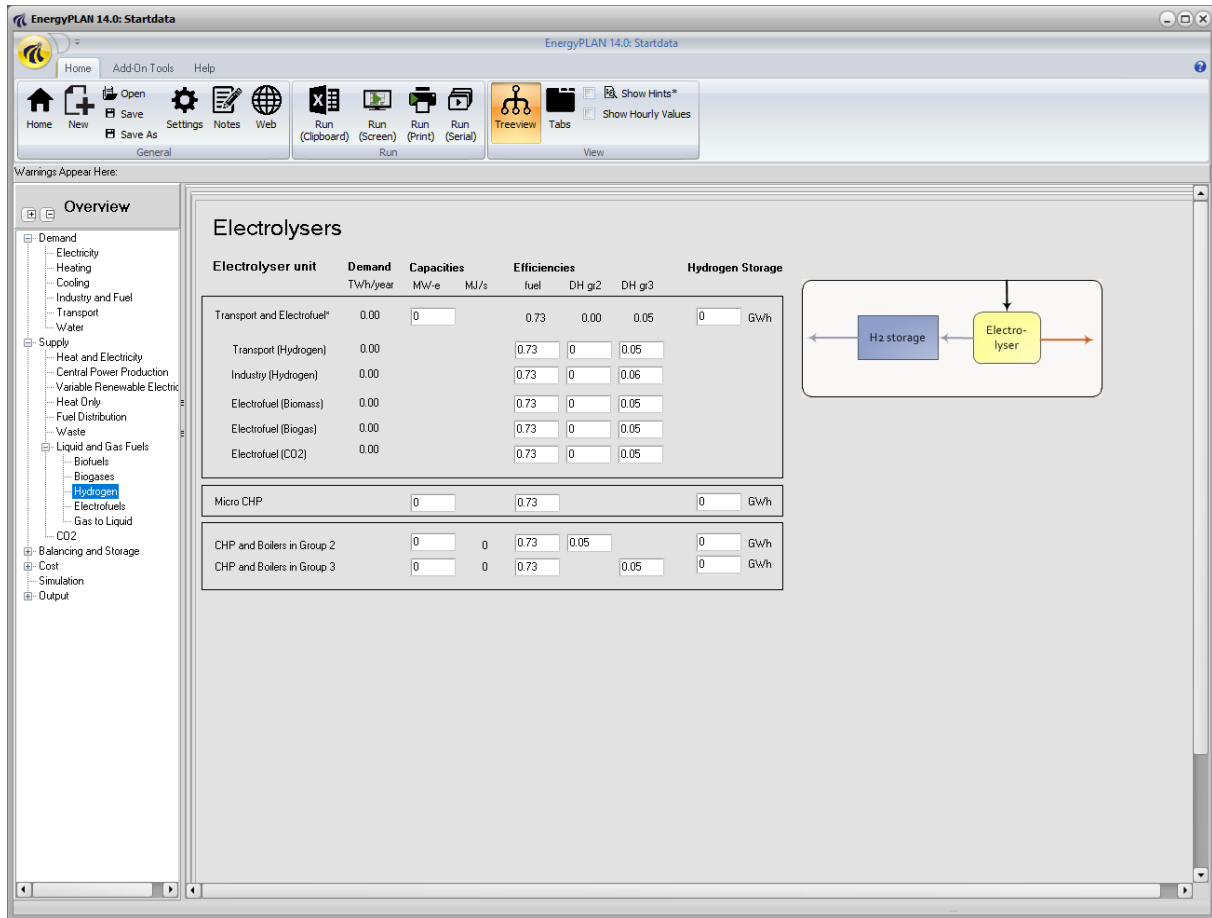 EnergyPLAN 14.0: Startdata
EnergyPLAN 14.0: Startdata
Home Add-On Tools Help
Home New Open Save Save As Settings Notes Web
General
Run (Clipboard) Run (Screen) Run (Print) Run (Serial)
Run
Treeview Tabs Show Hints* Show Hourly Values
View
Warnings Appear Here:
Overview
Demand
Electricity
Heating
Cooling
Industry and Fuel
Transport
Water
Supply
Heat and Electricity
Central Power Production
Variable Renewable Electric
Heat Only
Fuel Distribution
Waste
Liquid and Gas Fuels
Biofuels
Biogases
Hydrogen
Electrofuels
Gas to Liquid
CO2
Balancing and Storage
Cost
Simulation
Output
Electrolysers
Electrolyser unit Demand Capacities Efficiencies Hydrogen Storage
TWh/year MW-e MJ/s fuel DH gr2 DH gr3
Transport and Electrofuel* 0.00 0 0.73 0.00 0.05 0 GWh
Transport (Hydrogen) 0.00 0.73 0 0.05
Industry (Hydrogen) 0.00 0.73 0 0.06
Electrofuel (Biomass) 0.00 0.73 0 0.05
Electrofuel (Biogas) 0.00 0.73 0 0.05
Electrofuel (CO2) 0.00 0.73 0 0.05
Micro CHP 0 0.73 0 GWh
CHP and Boilers in Group 2 0 0 0.73 0.05 0 GWh
CHP and Boilers in Group 3 0 0 0.73 0.05 0 GWh
H2 storage
Electro-
lyser